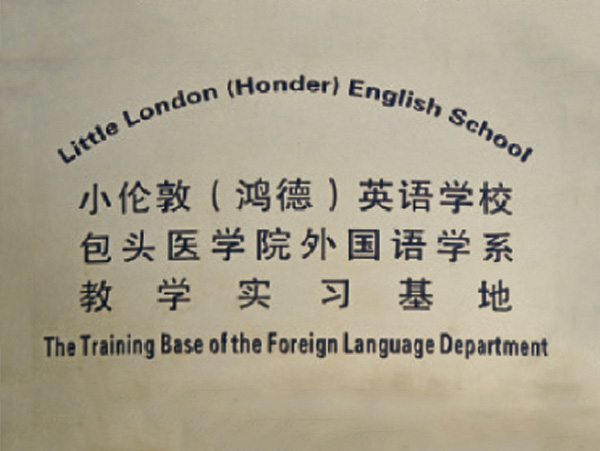 Little London (Honder) English School
小伦敦（鸿德）英语学校
包头医学院外国语学系
教学实习基地
The Training Base of the Foreign Language Department